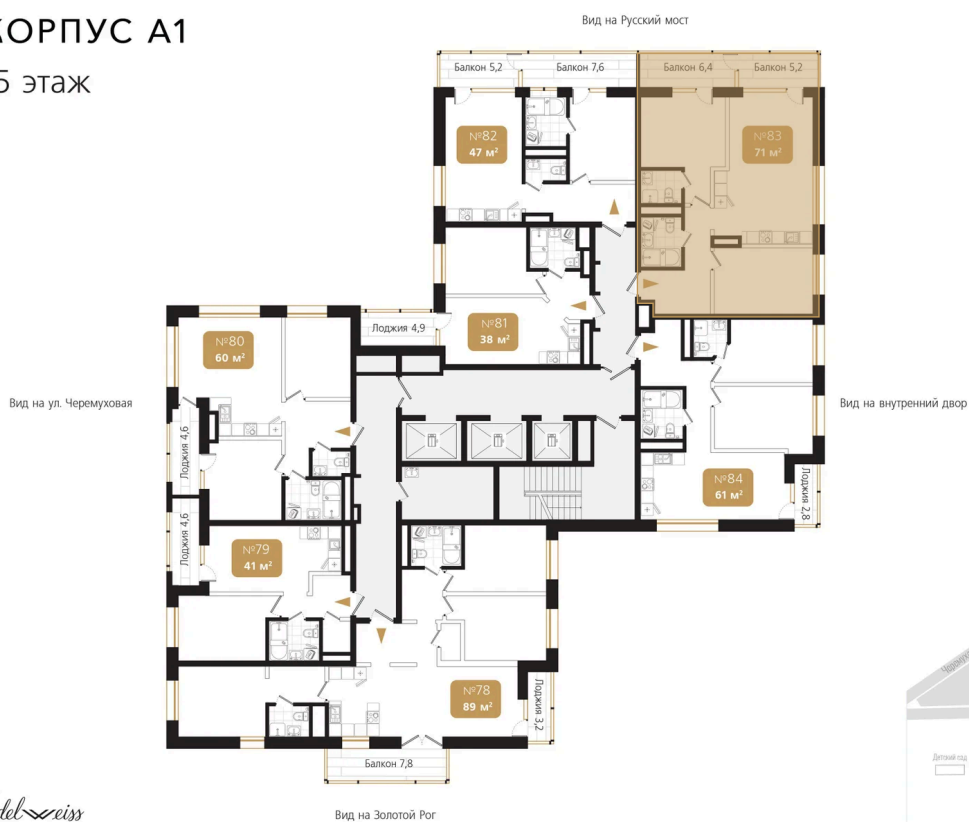 КОРПУС А1
5 этаж
Вид на Русский мост
Балкон 5,2
Балкон 7,6
Балкон 6,4
Балкон 5,2
№82
47 м²
№83
71 м²
Лоджия 4,9
№81
38 м²
№80
60 м²
Вид на ул. Черемуховая
Вид на внутренний двор
Лоджия 4,6
№84
61 м²
Лоджия 2,8
Лоджия 4,6
№79
41 м²
№78
89 м²
Лоджия 3,2
Балкон 7,8
Детский сад
delweiss
Вид на Золотой Рог